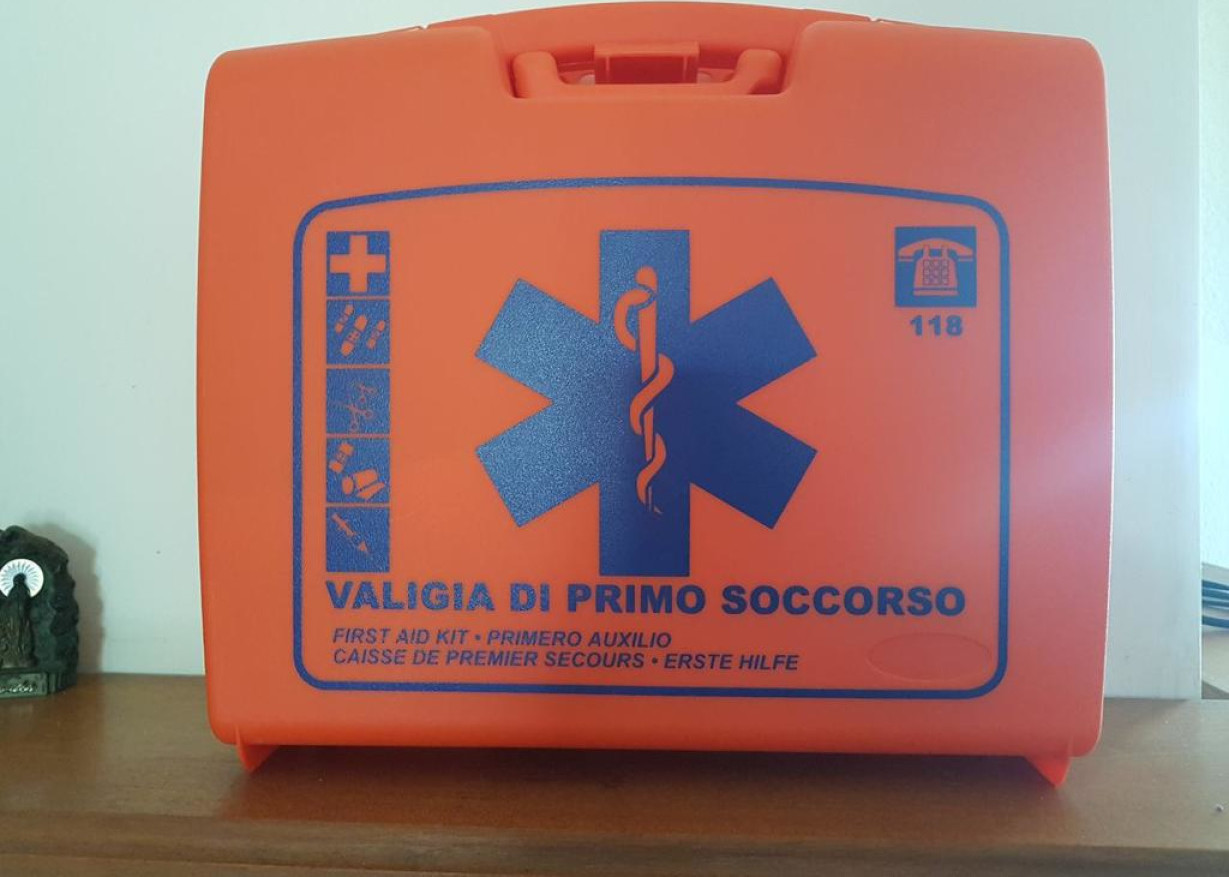 118
VALIGIA DI PRIMO SOCCORSO
FIRST AID KIT • PRIMERO AUXILIO
CAISSE DE PREMIER SECOURS • ERSTE HILFE